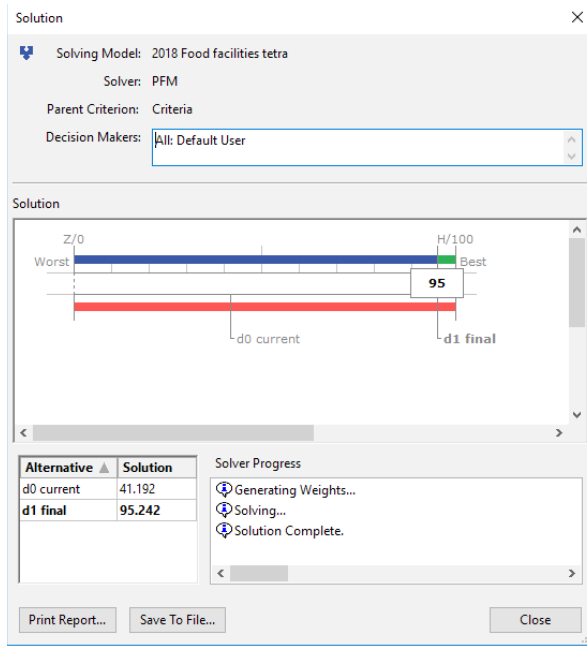 Solution
Solving Model: 2018 Food facilities tetra
Solver: PFM
Parent Criterion: Criteria
Decision Makers: All: Default User
Solution
Z/0 H/100
Worst Best
95
d0 current d1 final
Alternative Solution
d0 current 41.192
d1 final 95.242
Solver Progress
Generating Weights...
Solving...
Solution Complete.
Print Report... Save To File... Close